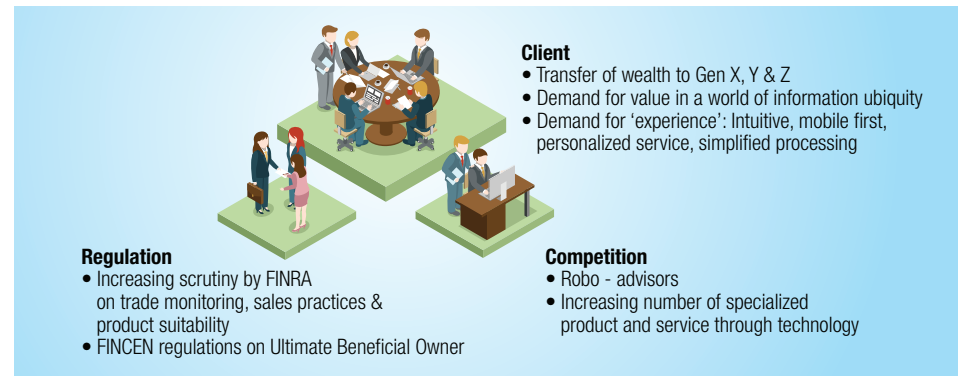 Client
• Transfer of wealth to Gen X, Y & Z
• Demand for value in a world of information ubiquity
• Demand for ‘experience’: Intuitive, mobile first,
personalized service, simplified processing
Regulation
• Increasing scrutiny by FINRA
on trade monitoring, sales practices &
product suitability
• FINCEN regulations on Ultimate Beneficial Owner
Competition
• Robo - advisors
• Increasing number of specialized
product and service through technology